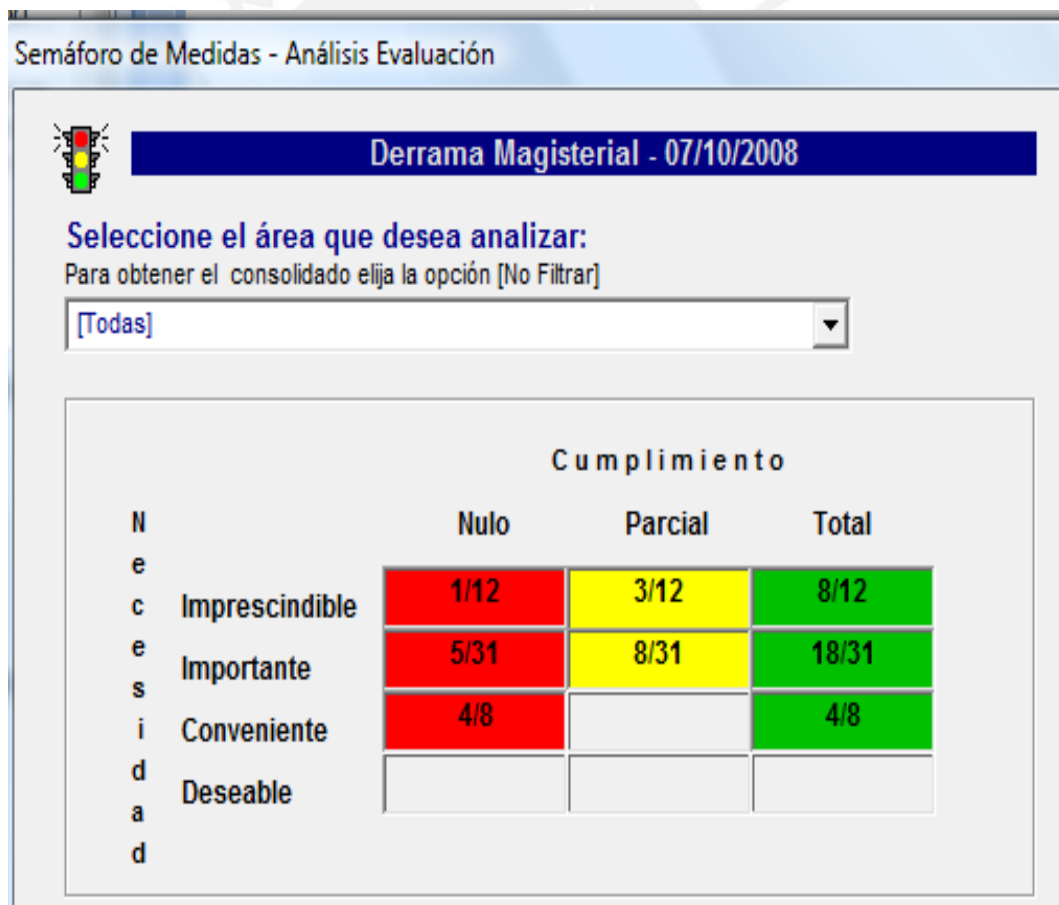 Semáforo de Medidas - Análisis Evaluación
Derrama Magisterial - 07/10/2008
Seleccione el área que desea analizar:
Para obtener el consolidado elija la opción [No Filtrar]
[Todas]
Cumplimiento
Nulo Parcial Total
Necesidad
Imprescindible 1/12 3/12 8/12
Importante 5/31 8/31 18/31
Conveniente 4/8 4/8
Deseable